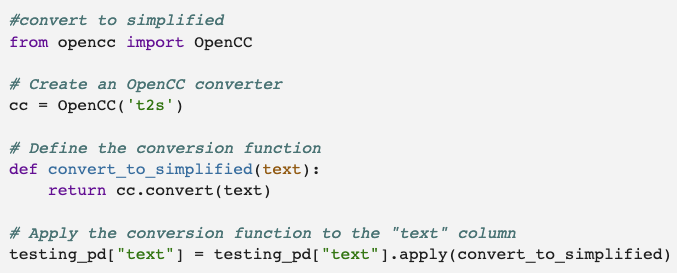 #convert to simplified
from opencc import OpenCC
# Create an OpenCC converter
cc = OpenCC('t2s')
# Define the conversion function
def convert_to_simplified(text):
    return cc.convert(text)
# Apply the conversion function to the "text" column
testing_pd["text"] = testing_pd["text"].apply(convert_to_simplified)